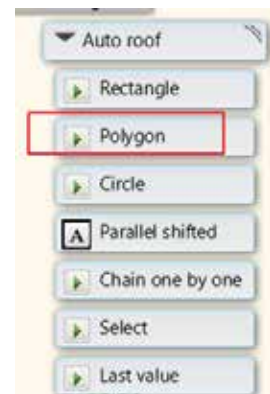 Auto roof
Rectangle
Polygon
Circle
A Parallel shifted
Chain one by one
Select
Last value